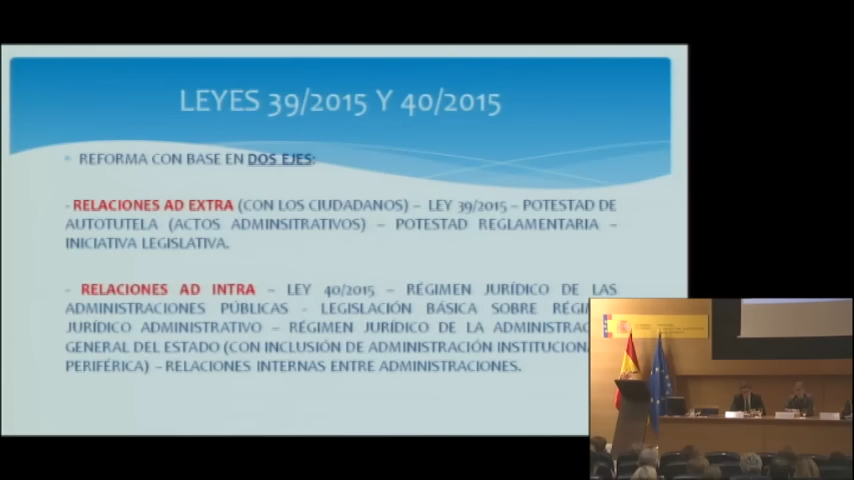 LEYES 39/2015 Y 40/2015
REFORMA CON BASE EN DOS EJES:
- RELACIONES AD EXTRA (CON LOS CIUDADANOS) – LEY 39/2015 – POTESTAD DE
AUTOTUTELA (ACTOS ADMINSITRATIVOS) – POTESTAD REGLAMENTARIA –
INICIATIVA LEGISLATIVA.
- RELACIONES AD INTRA – LEY 40/2015 – RÉGIMEN JURÍDICO DE LAS
ADMINISTRACIONES PÚBLICAS - LEGISLACIÓN BÁSICA SOBRE RÉGIM
JURÍDICO ADMINISTRATIVO – RÉGIMEN JURÍDICO DE LA ADMINISTRAC
GENERAL DEL ESTADO (CON INCLUSIÓN DE ADMINISTRACIÓN INSTITUCIONA
PERIFÉRICA) – RELACIONES INTERNAS ENTRE ADMINISTRACIONES.